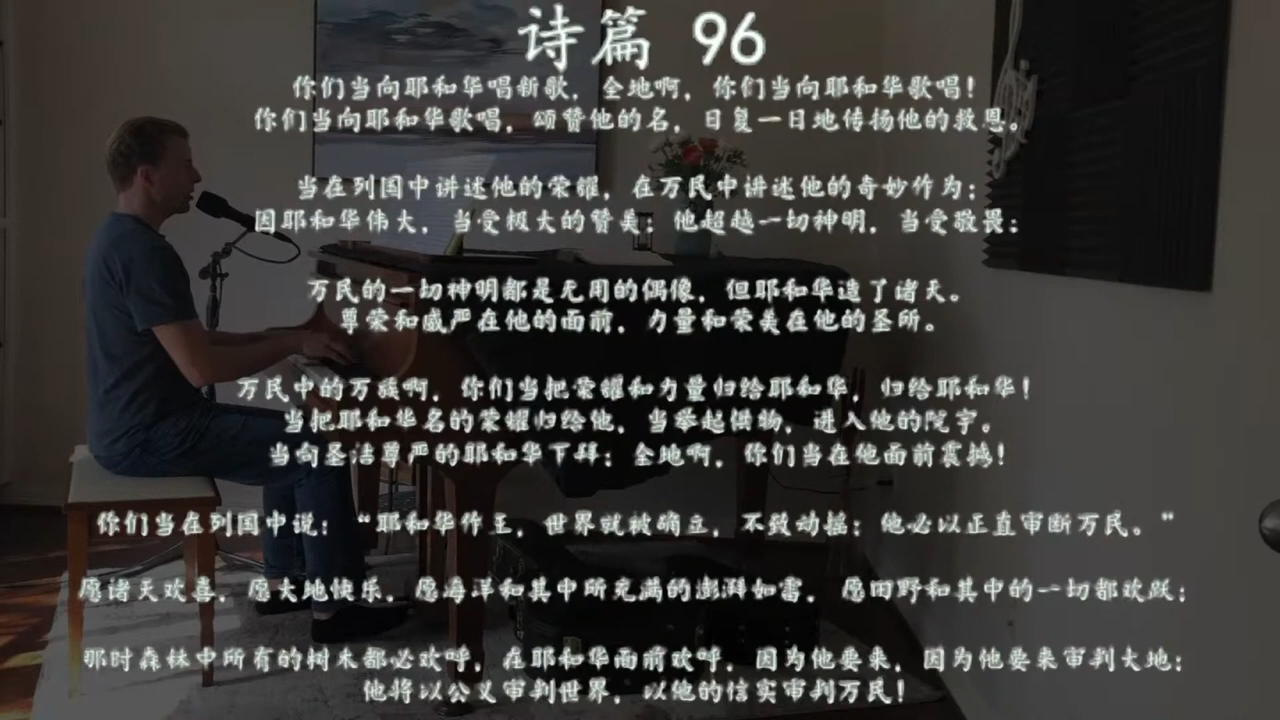 诗篇 96
你们当向耶和华唱新歌，全地啊，你们当向耶和华歌唱！
你们当向耶和华歌唱，颂赞他的名，日复一日地传扬他的救恩。
当在列国中讲述他的荣耀，在万民中讲述他的奇妙作为；
因耶和华伟大，当受极大的赞美；他超越一切神明，当受敬畏；
万民的一切神明都是无用的偶像，但耶和华造了诸天。
尊荣和威严在他的面前，力量和荣美在他的圣所。
万民中的万族啊，你们当把荣耀和力量归给耶和华，归给耶和华！
当把耶和华名的荣耀归给他，当举起供物，进入他的院宇。
当向圣洁尊严的耶和华下拜；全地啊，你们当在他面前震撼！
你们当在列国中说：“耶和华作王，世界就被确立，不致动摇；他必以正直审断万民。”
愿诸天欢喜，愿大地快乐，愿海洋和其中所充满的澎湃如雷，愿田野和其中的一切都欢跃；
那时森林中所有的树木都必欢呼，在耶和华面前欢呼，因为他要来，因为他要来审判大地；
他将以公义审判世界，以他的信实审判万民！